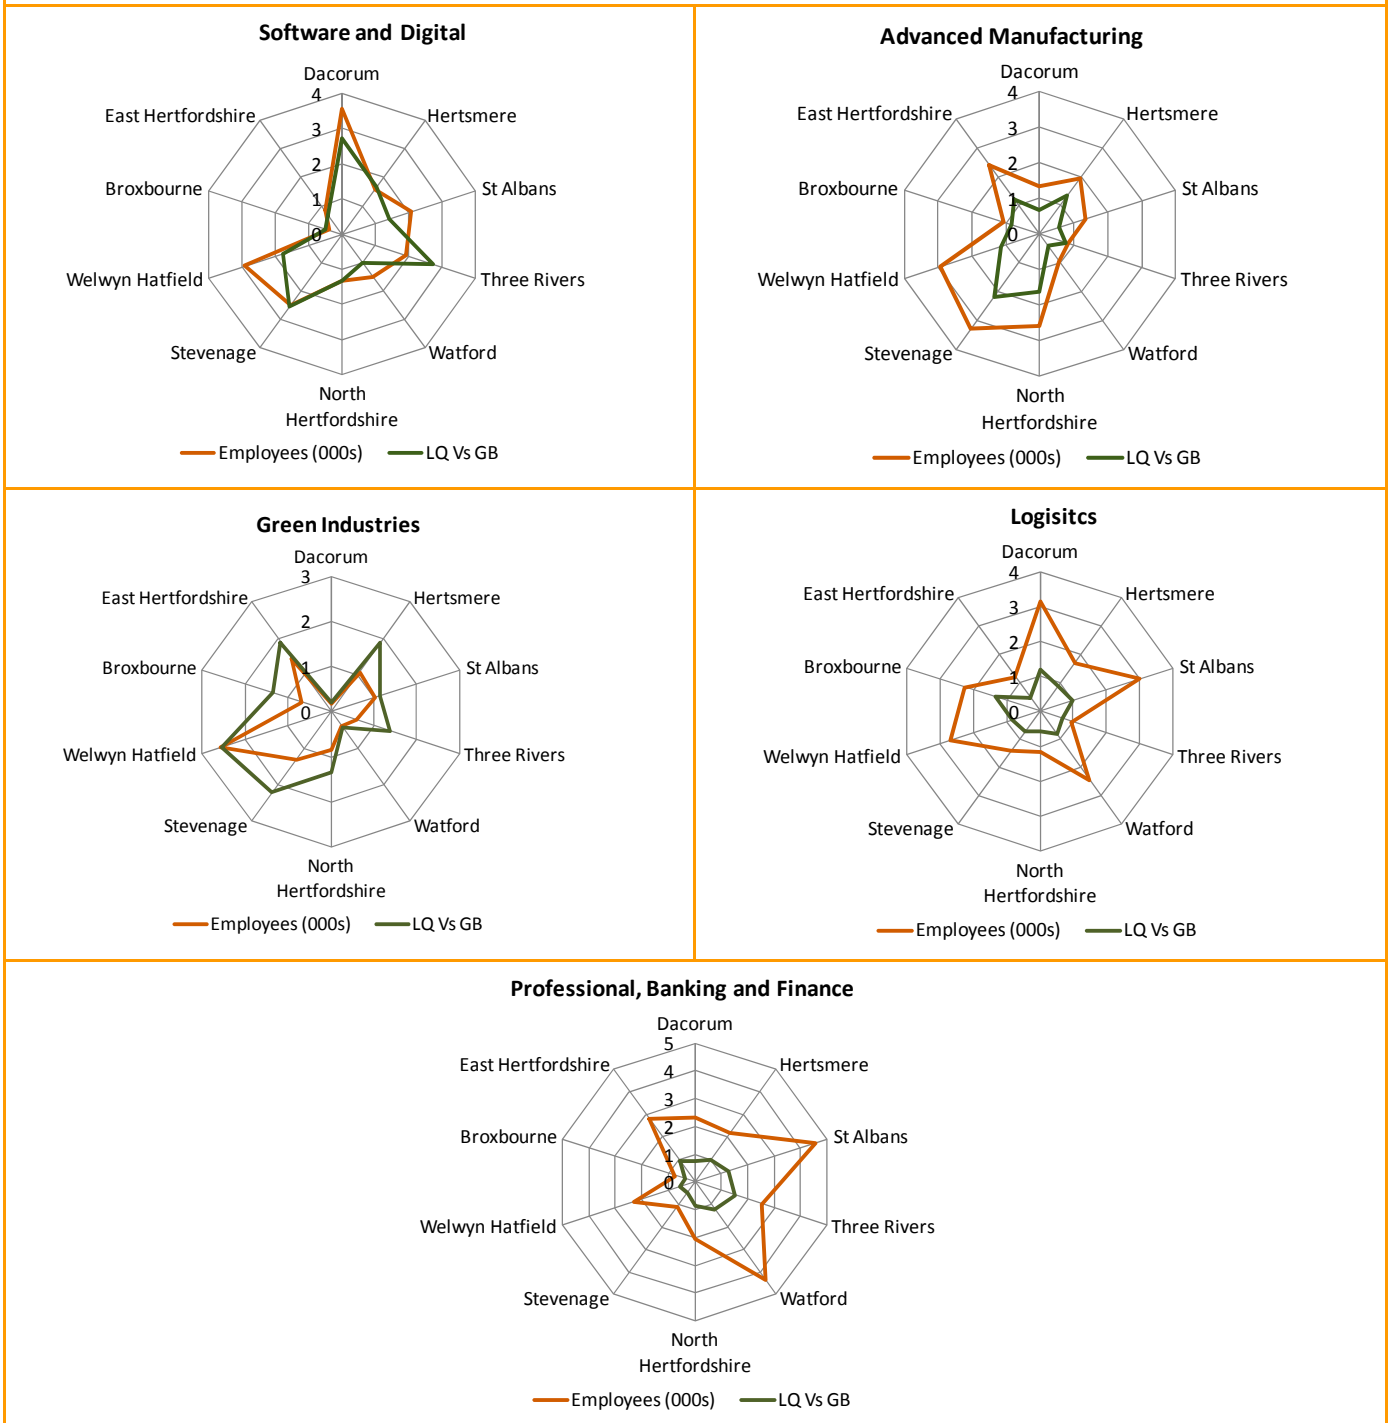 Software and Digital
Dacorum
4
East Hertfordshire
Hertsmere
3
2
Broxbourne
St Albans
1
0
Welwyn Hatfield
Three Rivers
Stevenage
Watford
North
Hertfordshire
Employees (000s)
LQ Vs GB
Advanced Manufacturing
Dacorum
4
East Hertfordshire
Hertsmere
3
2
Broxbourne
St Albans
1
0
Welwyn Hatfield
Three Rivers
Stevenage
Watford
North
Hertfordshire
Employees (000s)
LQ Vs GB
Green Industries
Dacorum
3
East Hertfordshire
Hertsmere
2
Broxbourne
St Albans
1
0
Welwyn Hatfield
Three Rivers
Stevenage
Watford
North
Hertfordshire
Employees (000s)
LQ Vs GB
Logisitcs
Dacorum
4
East Hertfordshire
Hertsmere
3
2
Broxbourne
St Albans
1
0
Welwyn Hatfield
Three Rivers
Stevenage
Watford
North
Hertfordshire
Employees (000s)
LQ Vs GB
Professional, Banking and Finance
Dacorum
5
East Hertfordshire
Hertsmere
4
3
2
Broxbourne
St Albans
1
0
Welwyn Hatfield
Three Rivers
Stevenage
Watford
North
Hertfordshire
Employees (000s)
LQ Vs GB